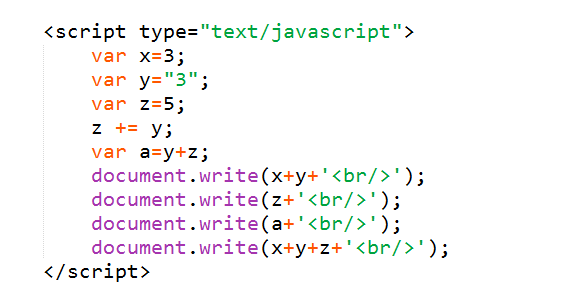 <script type="text/javascript">
var x=3;
var y="3";
var z=5;
z += y;
var a=y+z;
document.write(x+y+'<br/>');
document.write(z+'<br/>');
document.write(a+'<br/>');
document.write(x+y+z+'<br/>');
</script>